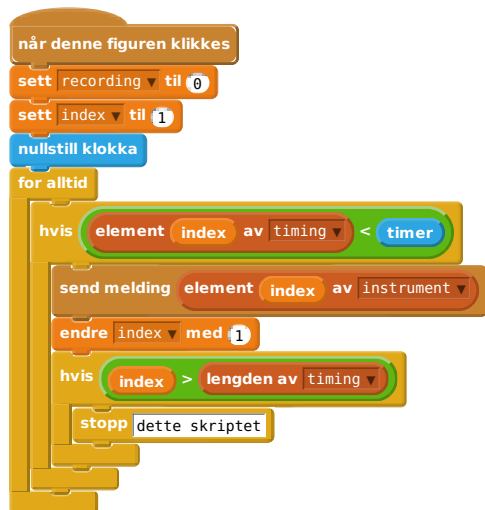 når denne figuren klikkes
sett recording ▼ til 0
sett index ▼ til 1
nullstill klokka
for alltid
hvis element index av timing ▼ < timer
send melding element index av instrument ▼
endre index ▼ med 1
hvis index > lengden av timing ▼
stopp dette skriptet